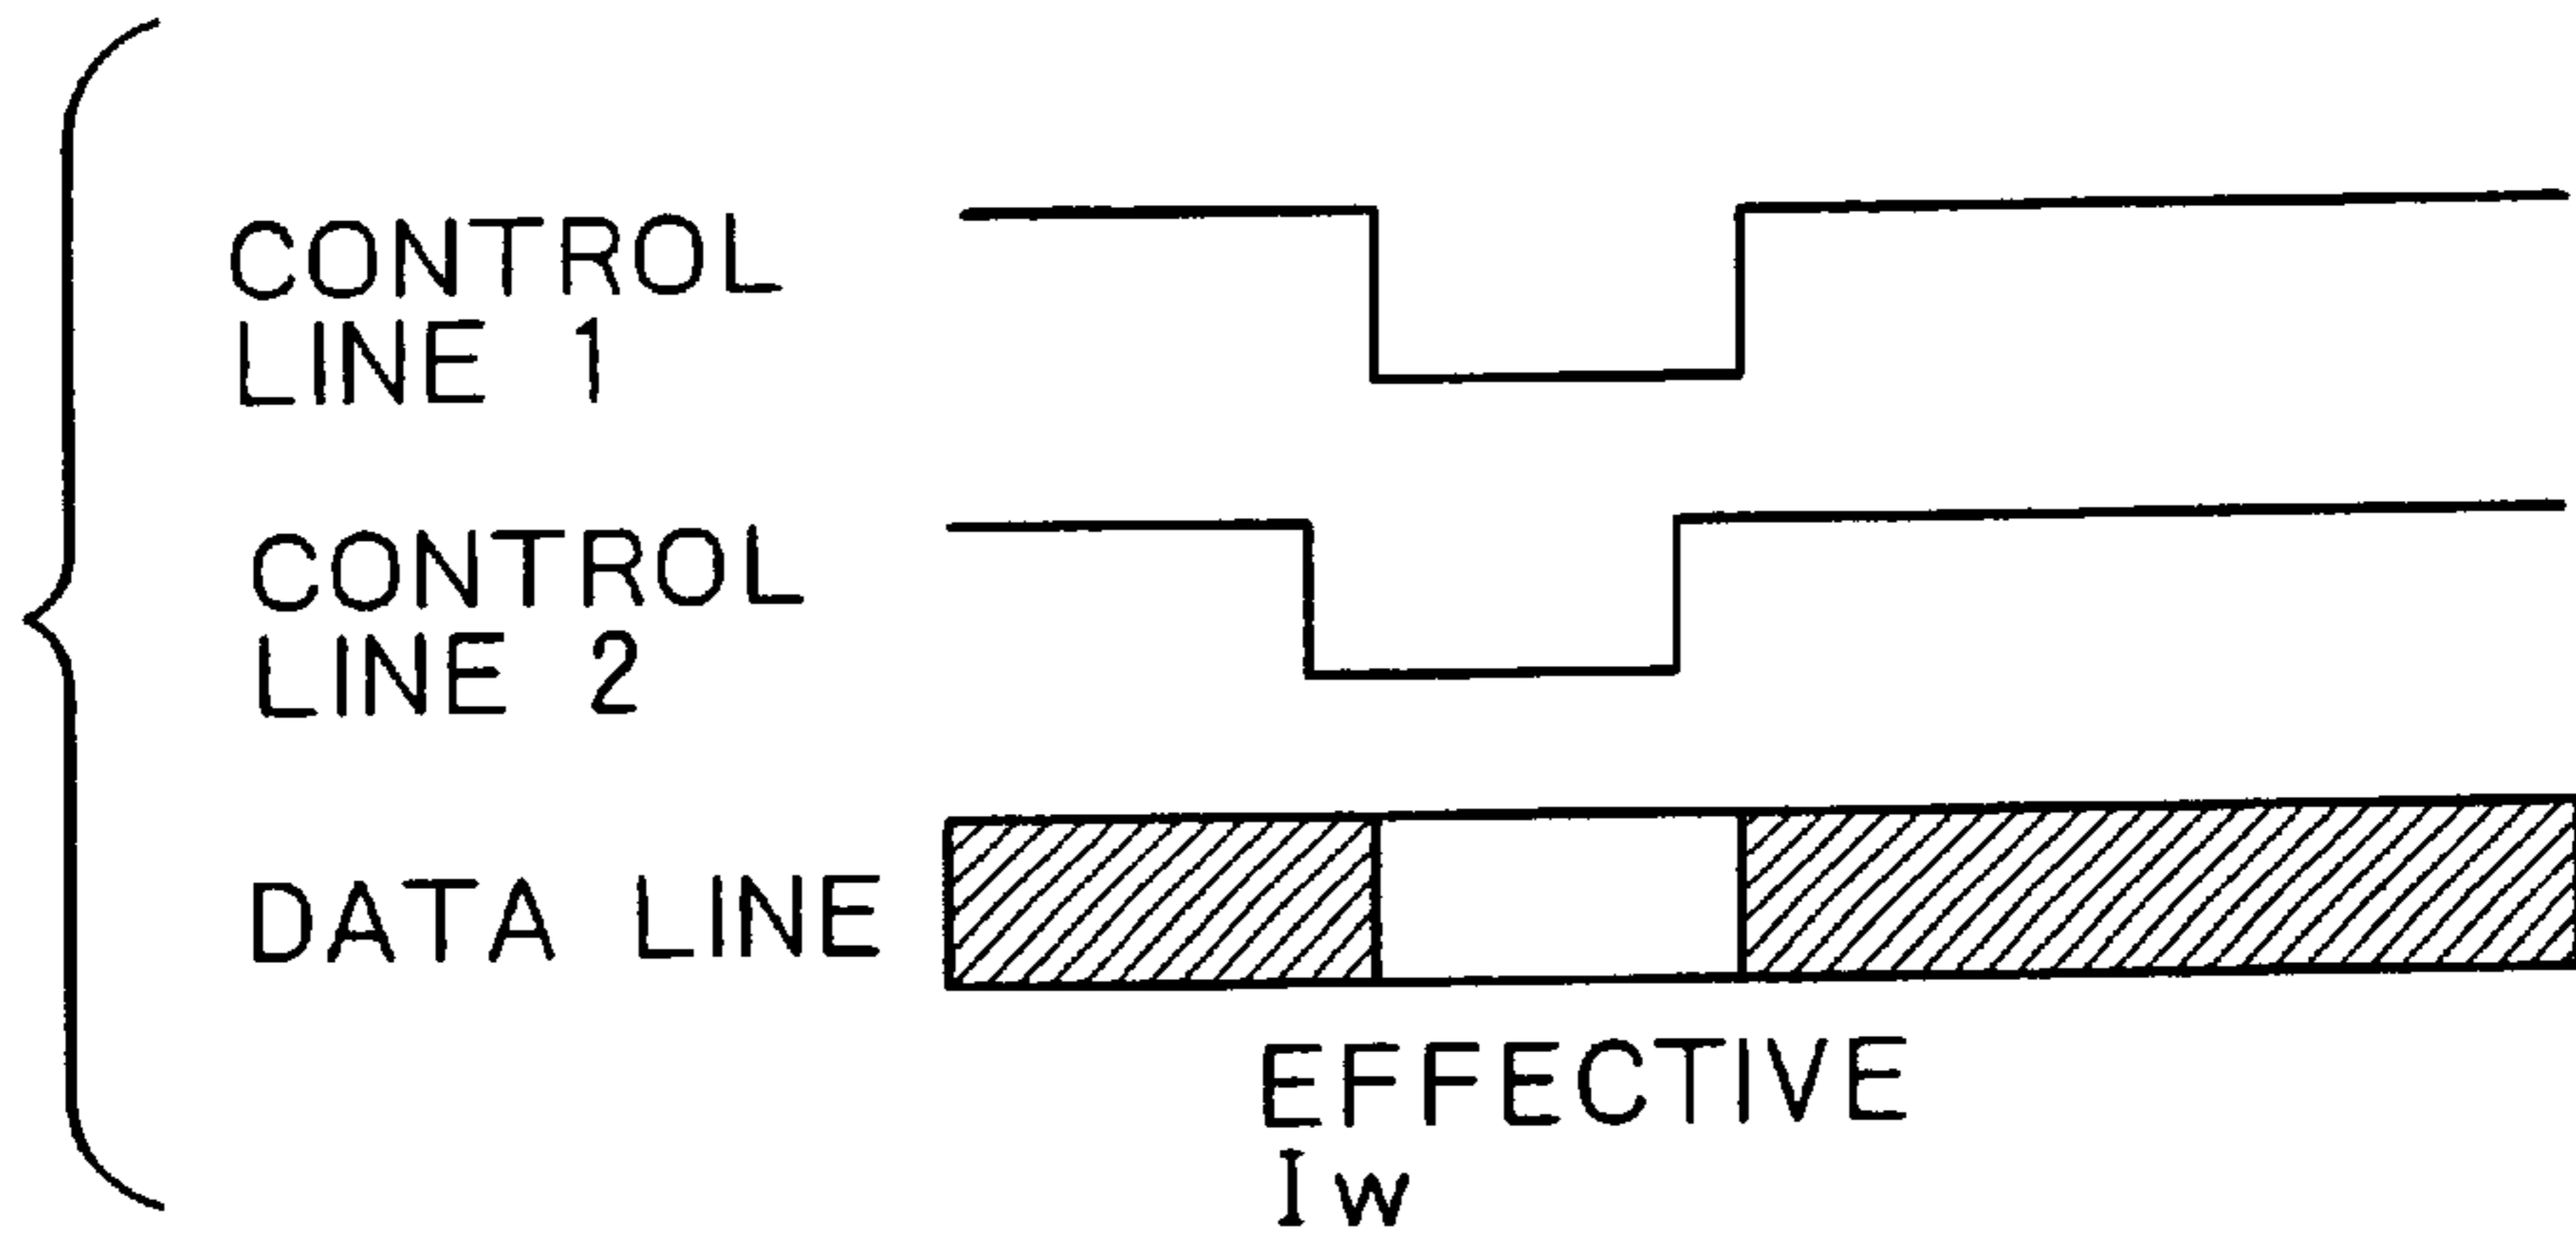 CONTROL
LINE 1
CONTROL
LINE 2
DATA LINE
EFFECTIVE
Iw